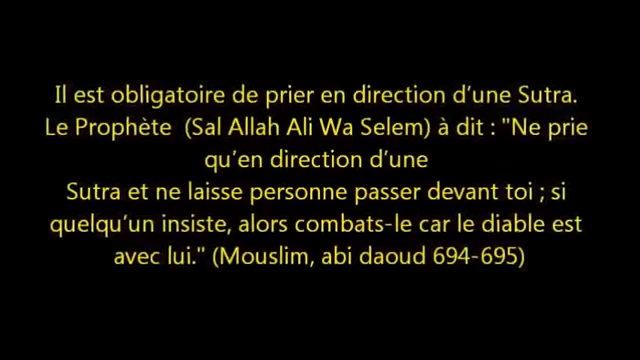 Il est obligatoire de prier en direction d’une Sutra.
Le Prophète (Sal Allah Ali Wa Selem) à dit : "Ne prie
qu’en direction d’une
Sutra et ne laisse personne passer devant toi ; si
quelqu’un insiste, alors combats-le car le diable est
avec lui." (Mouslim, abi daoud 694-695)